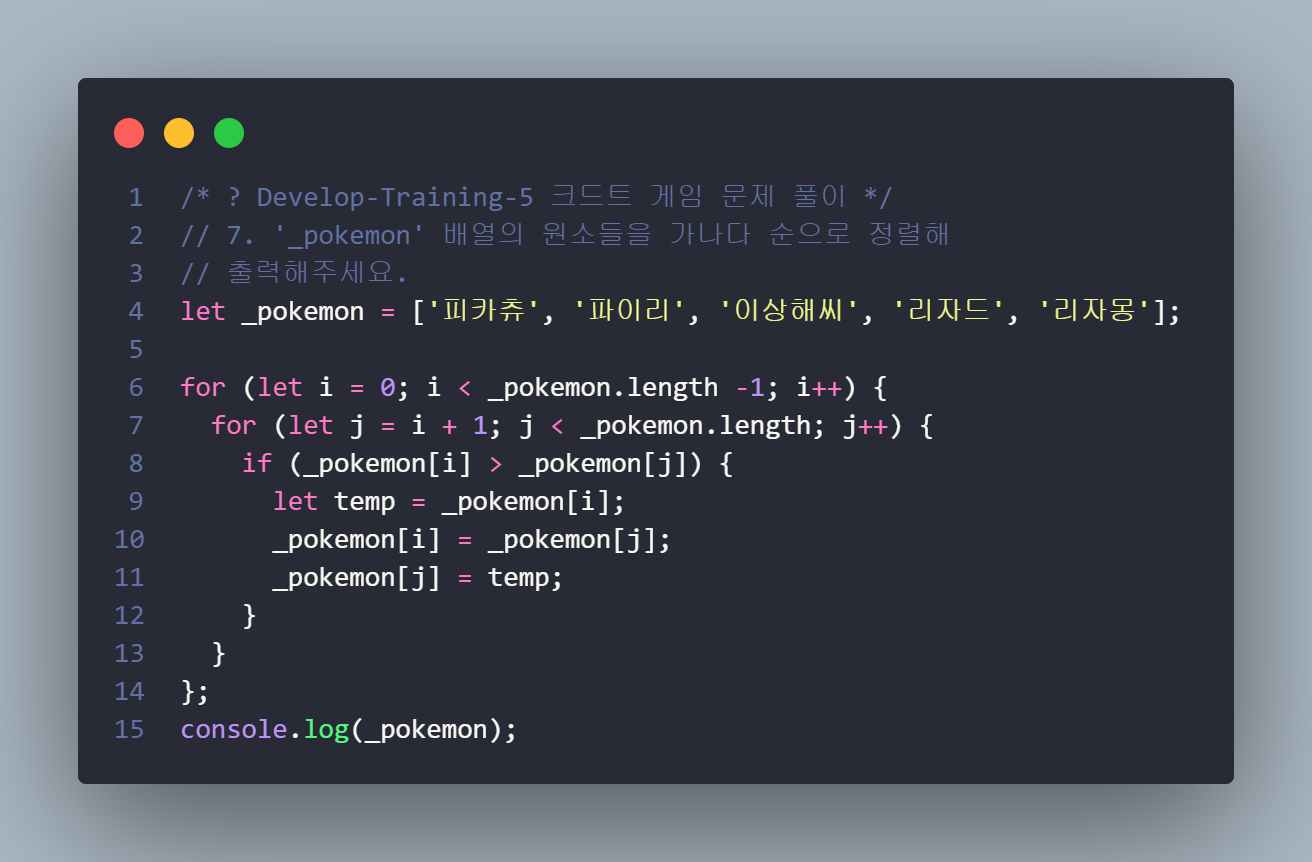 1 /* ? Develop-Training-5 크드트 게임 문제 풀이 */
2 // 7. '_pokemon' 배열의 원소들을 가나다 순으로 정렬해
3 // 출력해주세요.
4 let _pokemon = ['피카츄', '파이리', '이상해씨', '리자드', '리자몽'];
5
6 for (let i = 0; i < _pokemon.length -1; i++) {
7 for (let j = i + 1; j < _pokemon.length; j++) {
8 if (_pokemon[i] > _pokemon[j]) {
9 let temp = _pokemon[i];
10 _pokemon[i] = _pokemon[j];
11 _pokemon[j] = temp;
12 }
13 }
14 };
15 console.log(_pokemon);